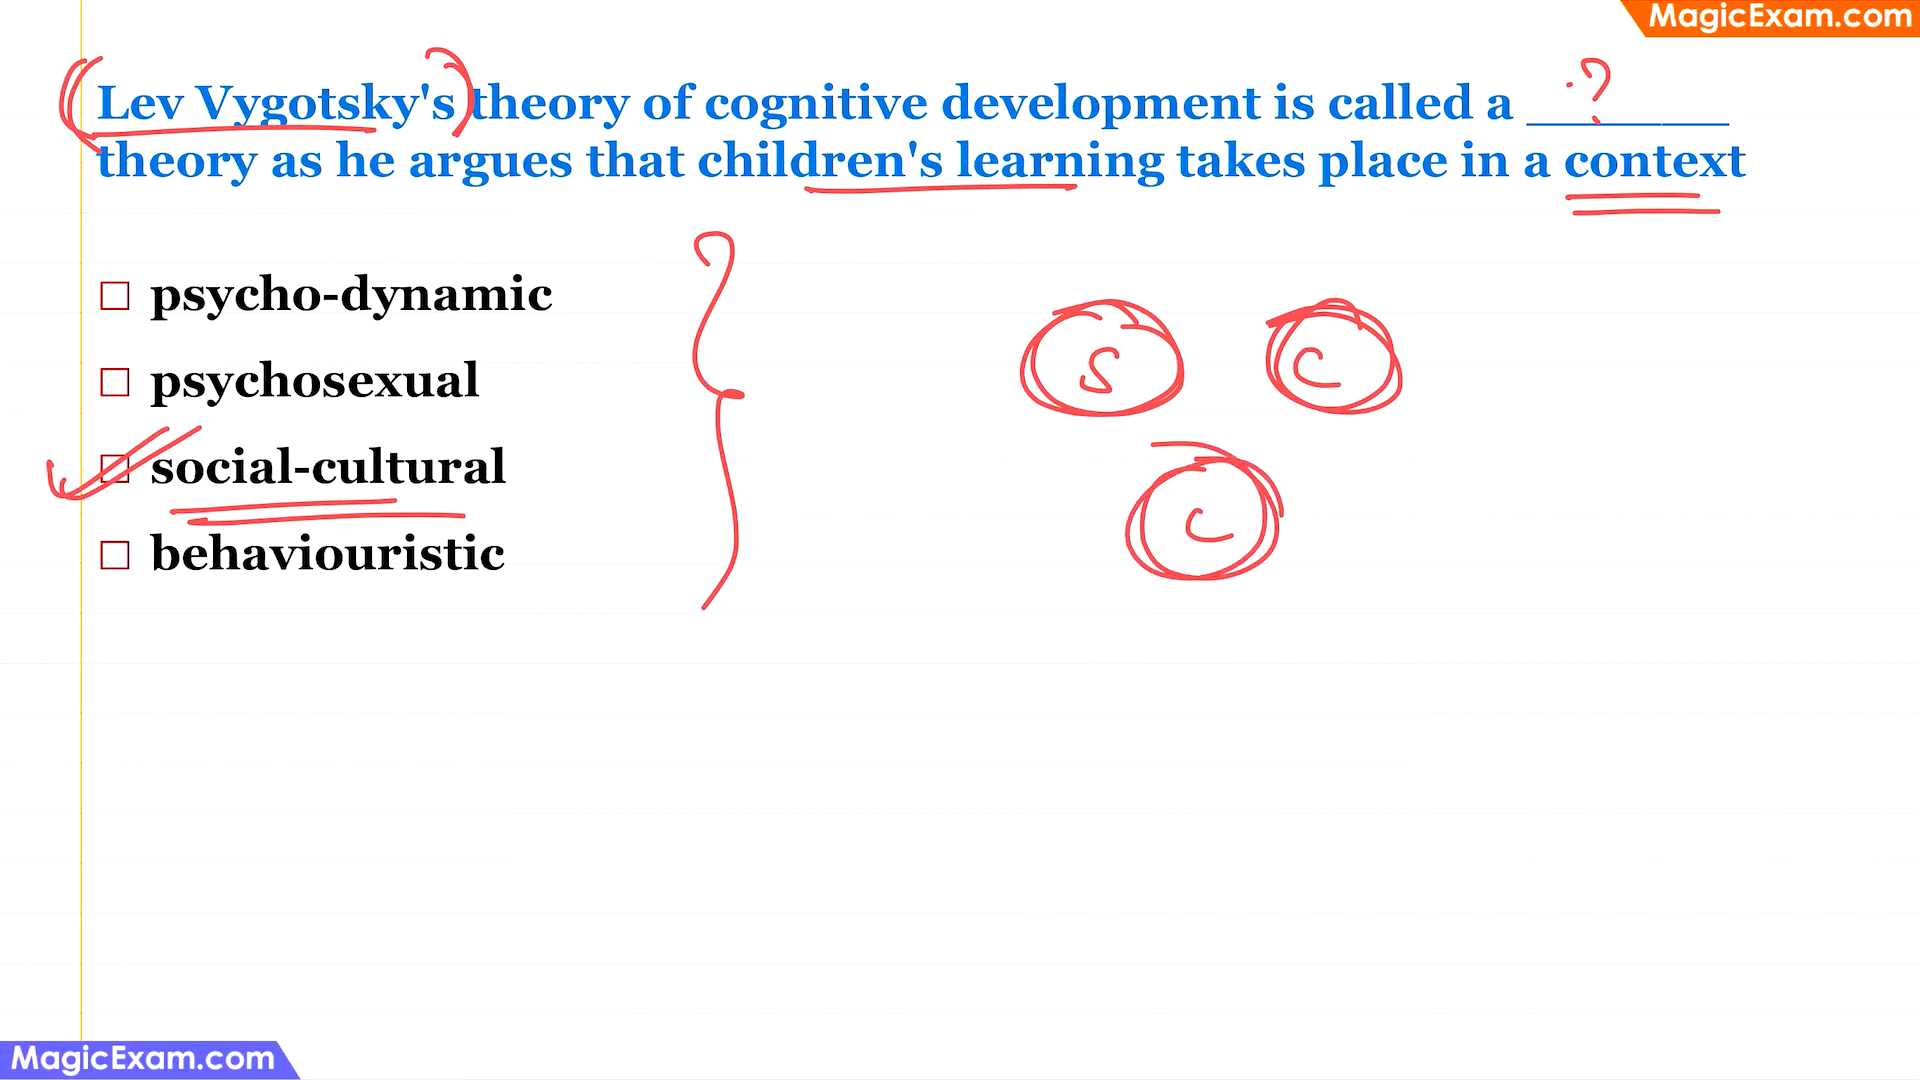 MagicExam.com
Lev Vygotsky's theory of cognitive development is called a ________ ?
theory as he argues that children's learning takes place in a context
psycho-dynamic
psychosexual
social-cultural
behaviouristic
S C
C
MagicExam.com